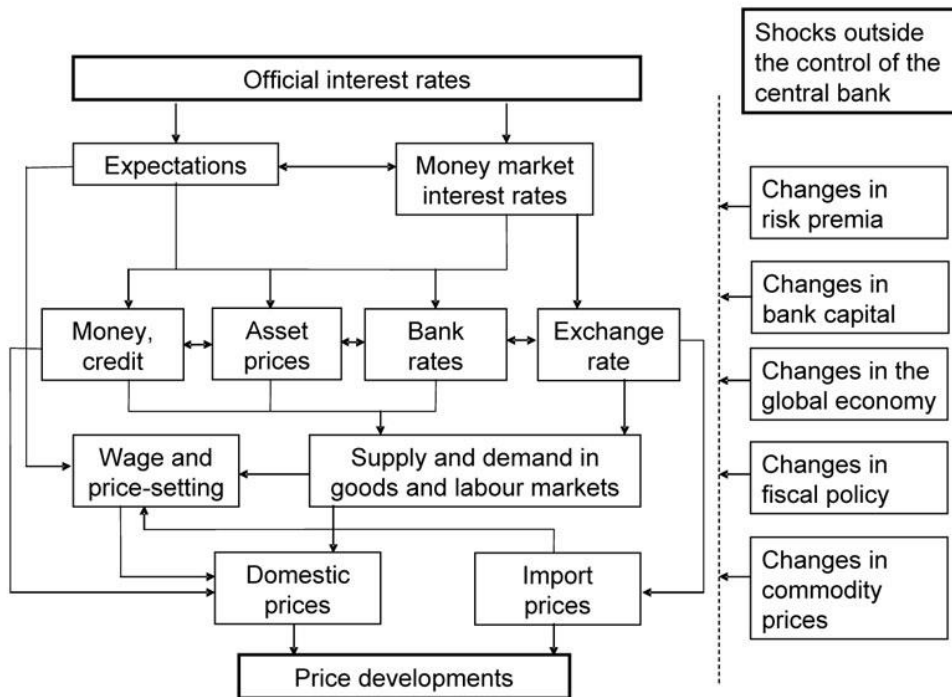 Official interest rates
Shocks outside
the control of the
central bank
Expectations
Money market
interest rates
Changes in
risk premia
Changes in
bank capital
Money,
credit
Asset
prices
Bank
rates
Exchange
rate
Changes in the
global economy
Wage and
price-setting
Supply and demand in
goods and labour markets
Changes in
fiscal policy
Domestic
prices
Import
prices
Changes in
commodity
prices
Price developments